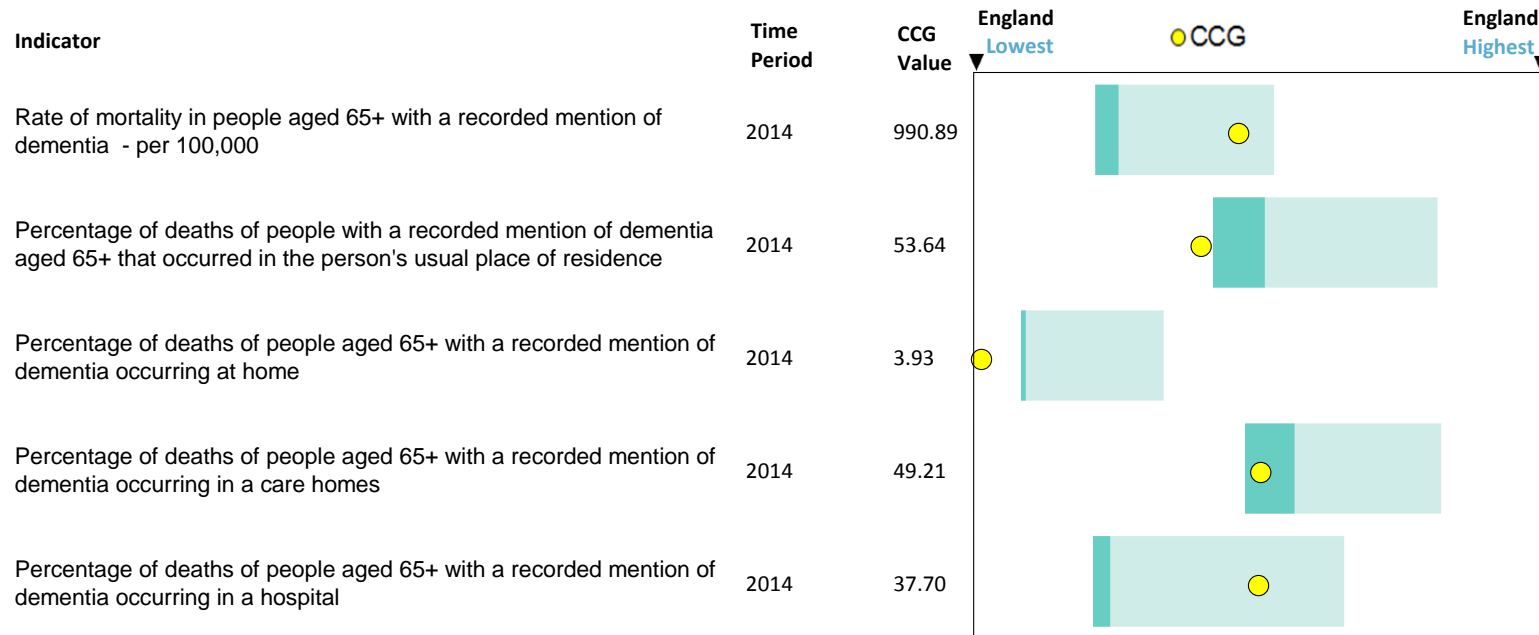 Indicator
Time
Period
CCG
Value
England
Lowest
CCG
England
Highest
Rate of mortality in people aged 65+ with a recorded mention of
dementia - per 100,000
2014
990.89
Percentage of deaths of people with a recorded mention of dementia
aged 65+ that occurred in the person's usual place of residence
2014
53.64
Percentage of deaths of people aged 65+ with a recorded mention of
dementia occurring at home
2014
3.93
Percentage of deaths of people aged 65+ with a recorded mention of
dementia occurring in a care homes
2014
49.21
Percentage of deaths of people aged 65+ with a recorded mention of
dementia occurring in a hospital
2014
37.70